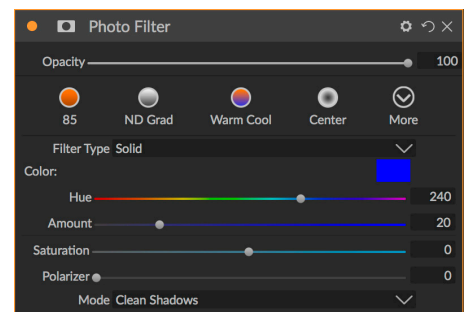 Photo Filter
Opacity 100
85 ND Grad Warm Cool Center More
Filter Type Solid
Color:
Hue 240
Amount 20
Saturation 0
Polarizer 0
Mode Clean Shadows